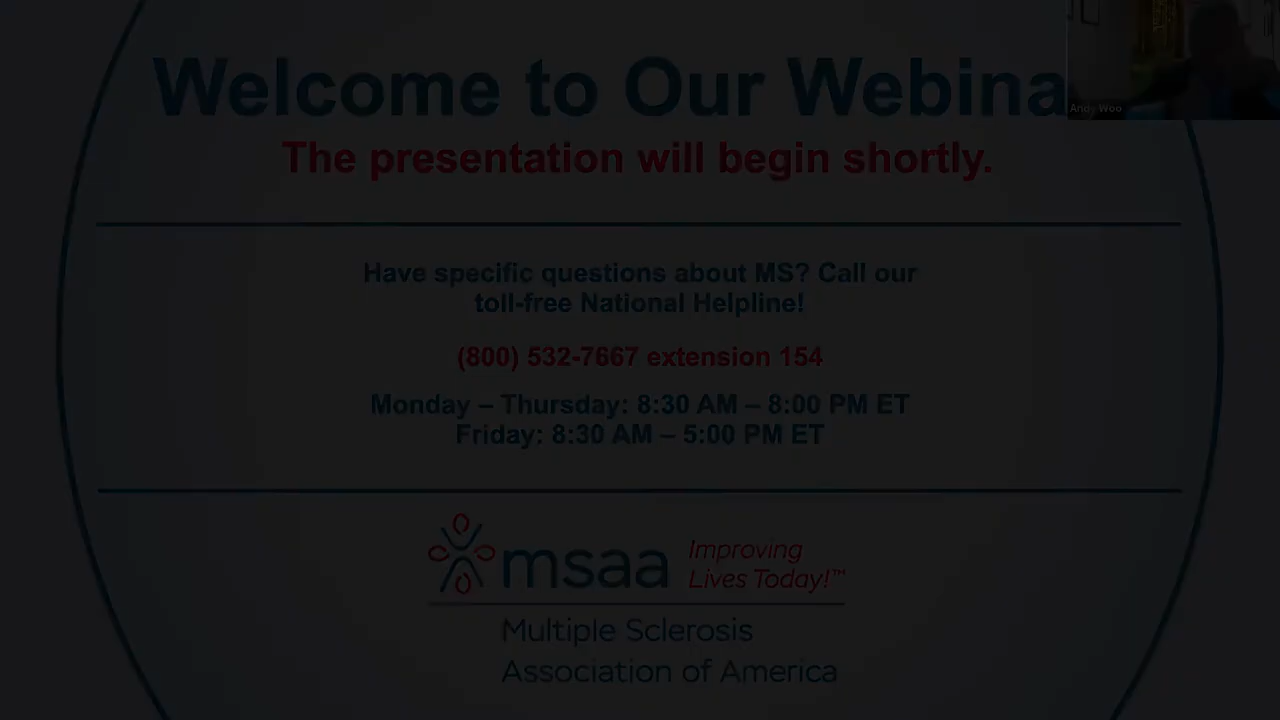 Welcome to Our Webina
Andy Woo
The presentation will begin shortly.
Have specific questions about MS? Call our
toll-free National Helpline!
(800) 532-7667 extension 154
Monday – Thursday: 8:30 AM – 8:00 PM ET
Friday: 8:30 AM – 5:00 PM ET
msaa
Improving
Lives Today!™
Multiple Sclerosis
Association of America